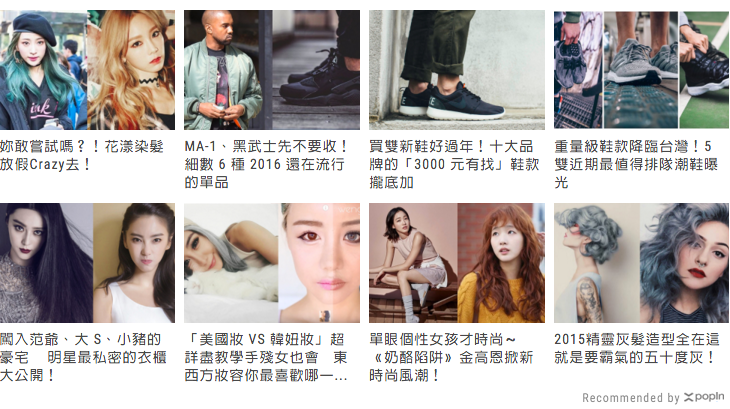 妳敢嘗試嗎？！花漾染髮
放假Crazy去！
MA-1、黑武士先不要收！
細數 6 種 2016 還在流行
的單品
買雙新鞋好過年！十大品
牌的「3000 元有找」鞋款
攏底加
重量級鞋款降臨台灣！5
雙近期最值得排隊潮鞋曝
光
闖入范爺、大 S、小豬的
豪宅 明星最私密的衣櫃
大公開！
「美國妝 VS 韓妞妝」超
詳盡教學手殘女也會 東
西方妝容你最喜歡哪一...
單眼個性女孩才時尚~
《奶酪陷阱》金高恩掀新
時尚風潮！
2015精靈灰髮造型全在這
就是要霸氣的五十度灰！
Recommended by popIn